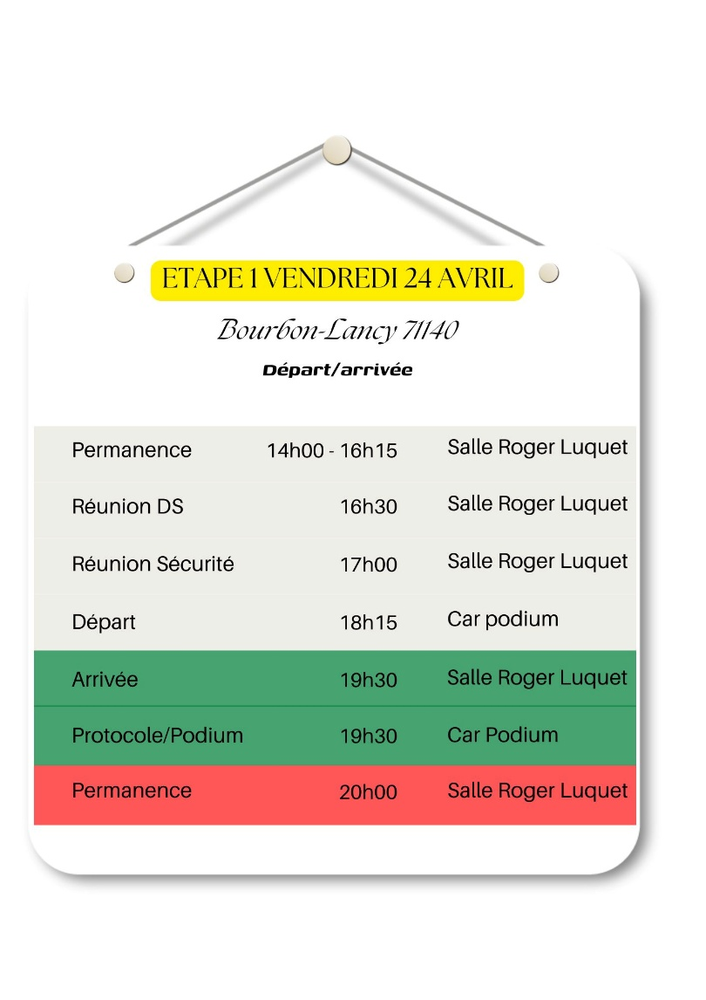 ETAPE 1 VENDREDI 24 AVRIL
Bourbon-Lancy 71140
Départ/arrivée
Permanence 14h00 - 16h15 Salle Roger Luquet
Réunion DS 16h30 Salle Roger Luquet
Réunion Sécurité 17h00 Salle Roger Luquet
Départ 18h15 Car podium
Arrivée 19h30 Salle Roger Luquet
Protocole/Podium 19h30 Car Podium
Permanence 20h00 Salle Roger Luquet